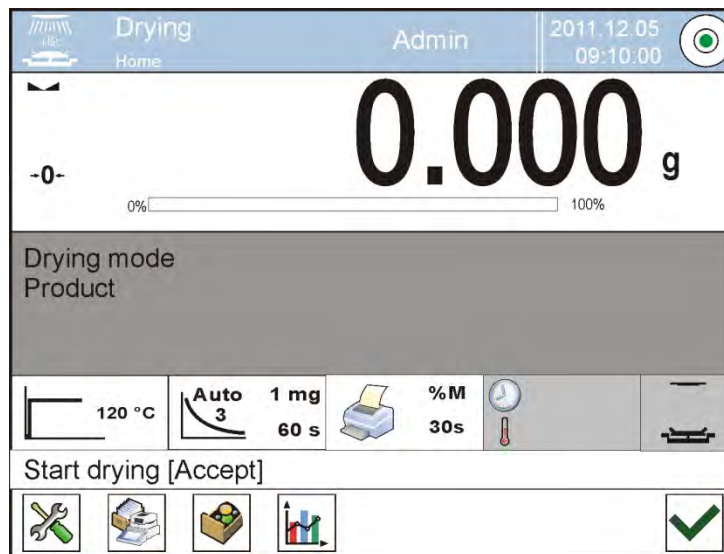 Drying
Home
Admin
2011.12.05
09:10:00
→0←
0.000 g
0% 100%
Drying mode
Product
120 °C
Auto 1 mg
3
60 s
%M
30s
Start drying [Accept]